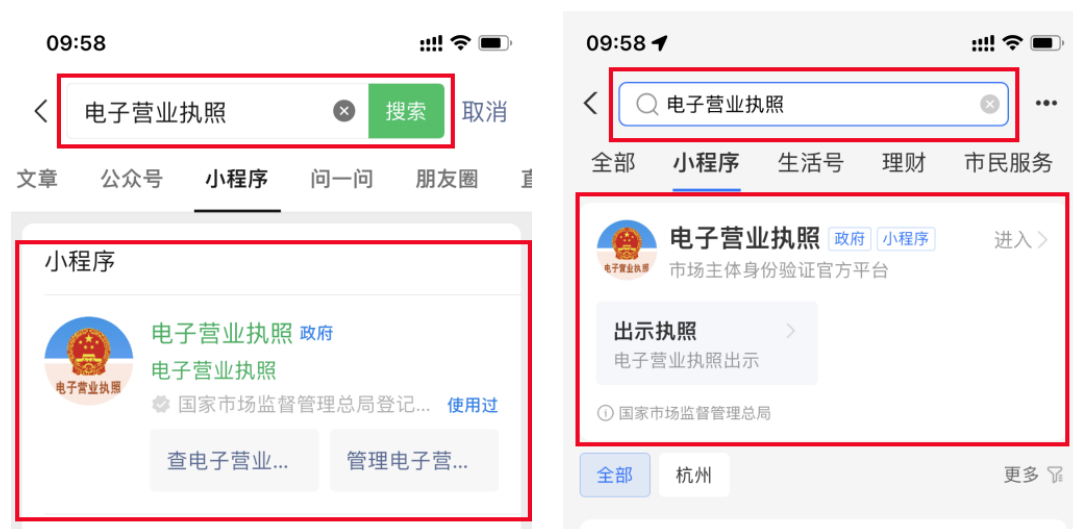 09:58
电子营业执照 搜索 取消
文章 公众号 小程序 问一问 朋友圈
小程序
电子营业执照 政府
电子营业执照
电子营业执照
国家市场监督管理总局登记... 使用过
查电子营业... 管理电子营...
09:58
电子营业执照
全部 小程序 生活号 理财 市民服务
电子营业执照 政府 小程序 进入
电子营业执照
市场主体身份验证官方平台
出示执照
电子营业执照出示
国家市场监督管理总局
全部 杭州 更多